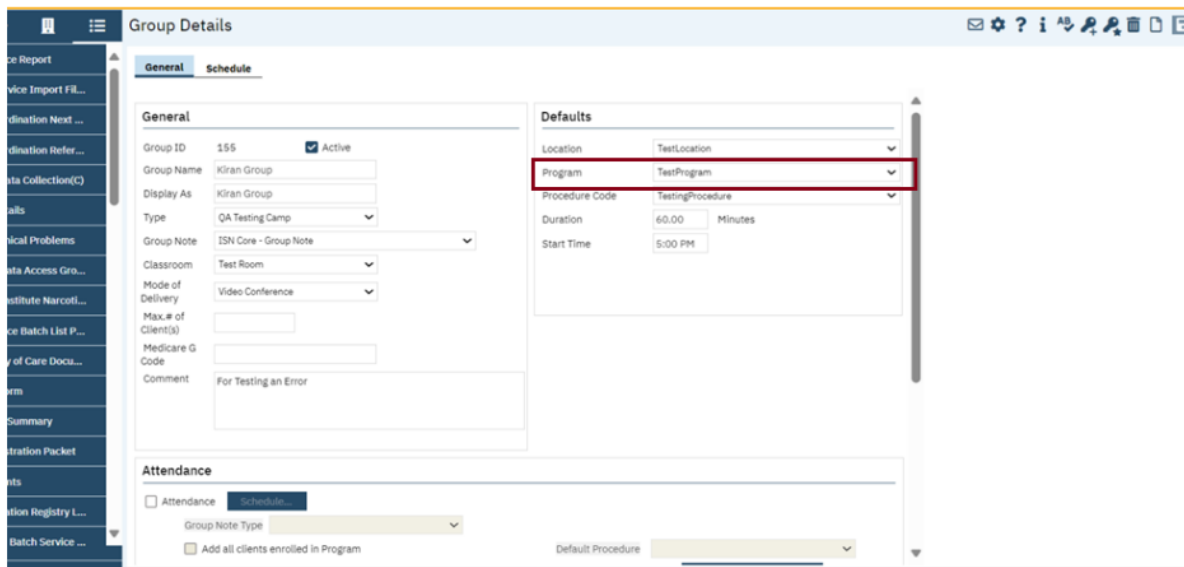 Group Details
? i AB
ce Report
vice Import Fil...
rdination Next ...
rdination Refer...
ata Collection(C)
ails
nical Problems
ata Access Gro...
nstitute Narcoti...
ce Batch List P...
y of Care Docu...
orm
Summary
stration Packet
nts
ation Registry L...
Batch Service ...
General Schedule
General
Group ID 155 Active
Group Name Kiran Group
Display As Kiran Group
Type QA Testing Camp
Group Note ISN Core - Group Note
Classroom Test Room
Mode of
Delivery Video Conference
Max.# of
Client(s)
Medicare G
Code
Comment For Testing an Error
Defaults
Location TestLocation
Program TestProgram
Procedure Code TestingProcedure
Duration 60.00 Minutes
Start Time 5:00 PM
Attendance
Attendance Schedule...
Group Note Type
Add all clients enrolled in Program Default Procedure